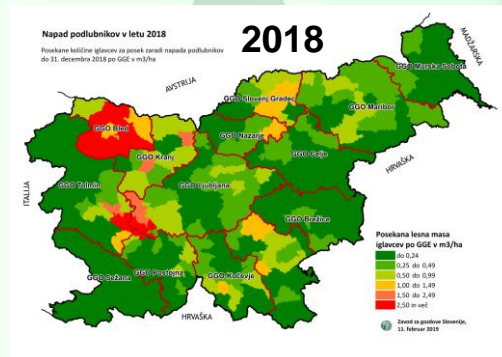 Napad podlubnikov v letu 2018
2018
Posekane količine iglavcev za posek zaradi napada podlubnikov
do 31. decembra 2018 po GGE v m3/ha
MADŽARSKA
AVSTRIJA
GGO Murska Sobota
GGO Slovenj Gradec
GGO Maribor
GGO Bled
GGO Nazarje
GGO Kranj
GGO Celje
HRVAŠKA
ITALIJA
GGO Tolmin
GGO Ljubljana
GGO Brežice
GGO Sežana
GGO Postojna
GGO Kočevje
HRVAŠKA
Posekana lesna masa
iglavcev po GGE v m3/ha
do 0,24
0,25 do 0,49
0,50 do 0,99
1,00 do 1,49
1,50 do 2,49
2,50 in več
Zavod za gozdove Slovenije,
11. februar 2019